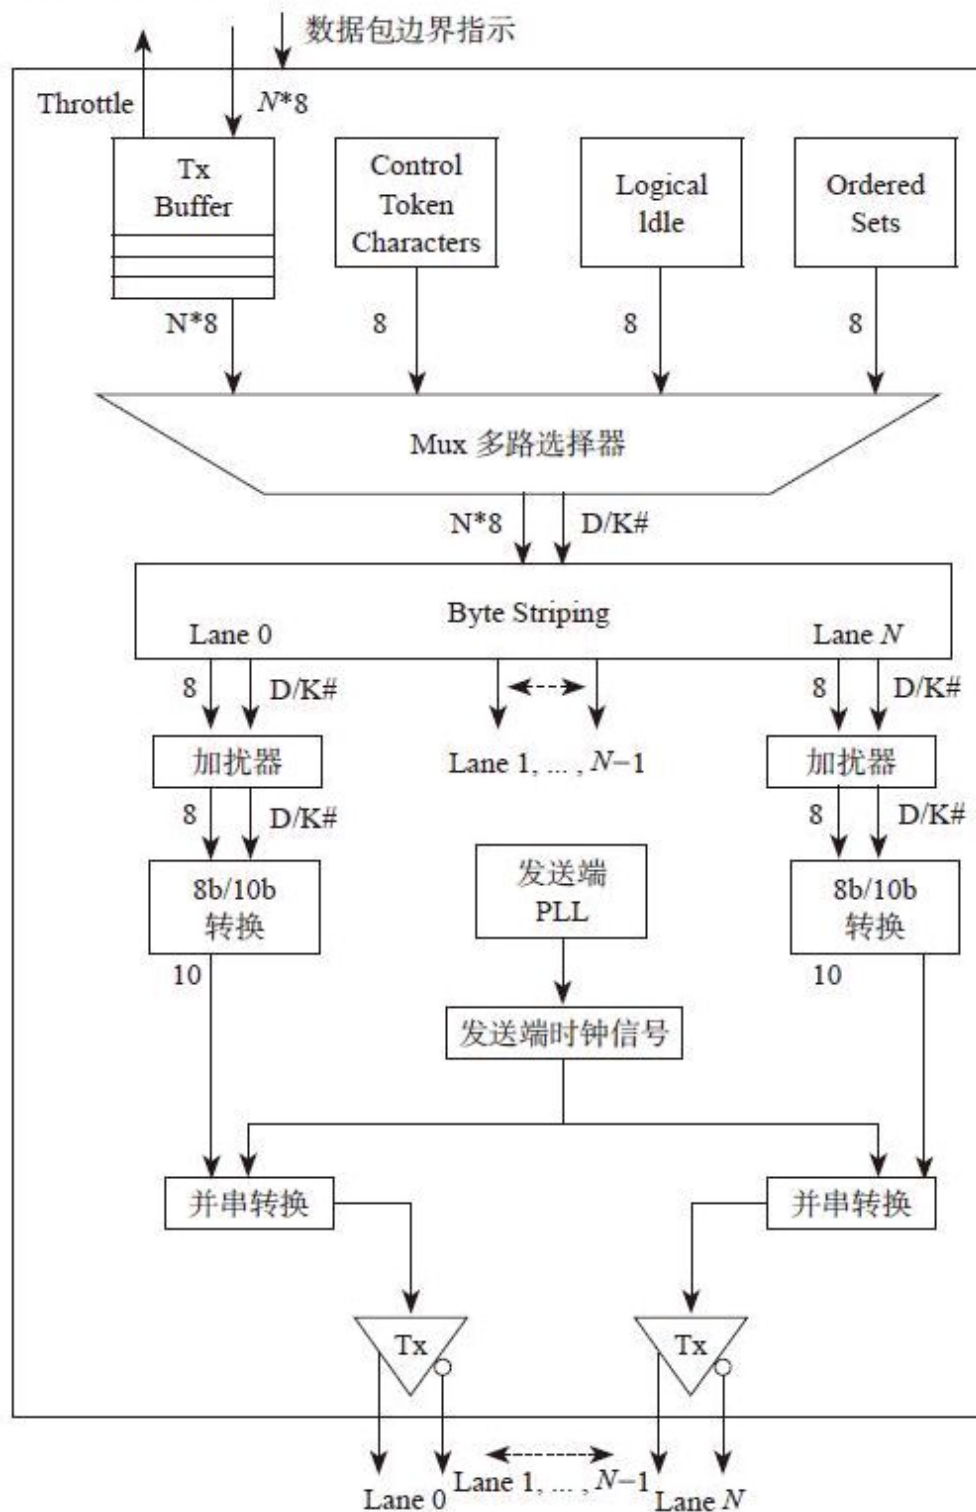 数据包边界指示
Throttle
N*8
Tx
Buffer
Control
Token
Characters
Logical
ldle
Ordered
Sets
N*8
8
8
8
Mux 多路选择器
N*8
D/K#
Byte Striping
Lane 0
Lane N
8
D/K#
8
D/K#
加扰器
Lane 1, ... , N−1
加扰器
8
D/K#
8
D/K#
8b/10b
转换
发送端
PLL
8b/10b
转换
10
10
发送端时钟信号
并串转换
并串转换
Tx
Tx
Lane 0
Lane 1, ... , N−1
Lane N